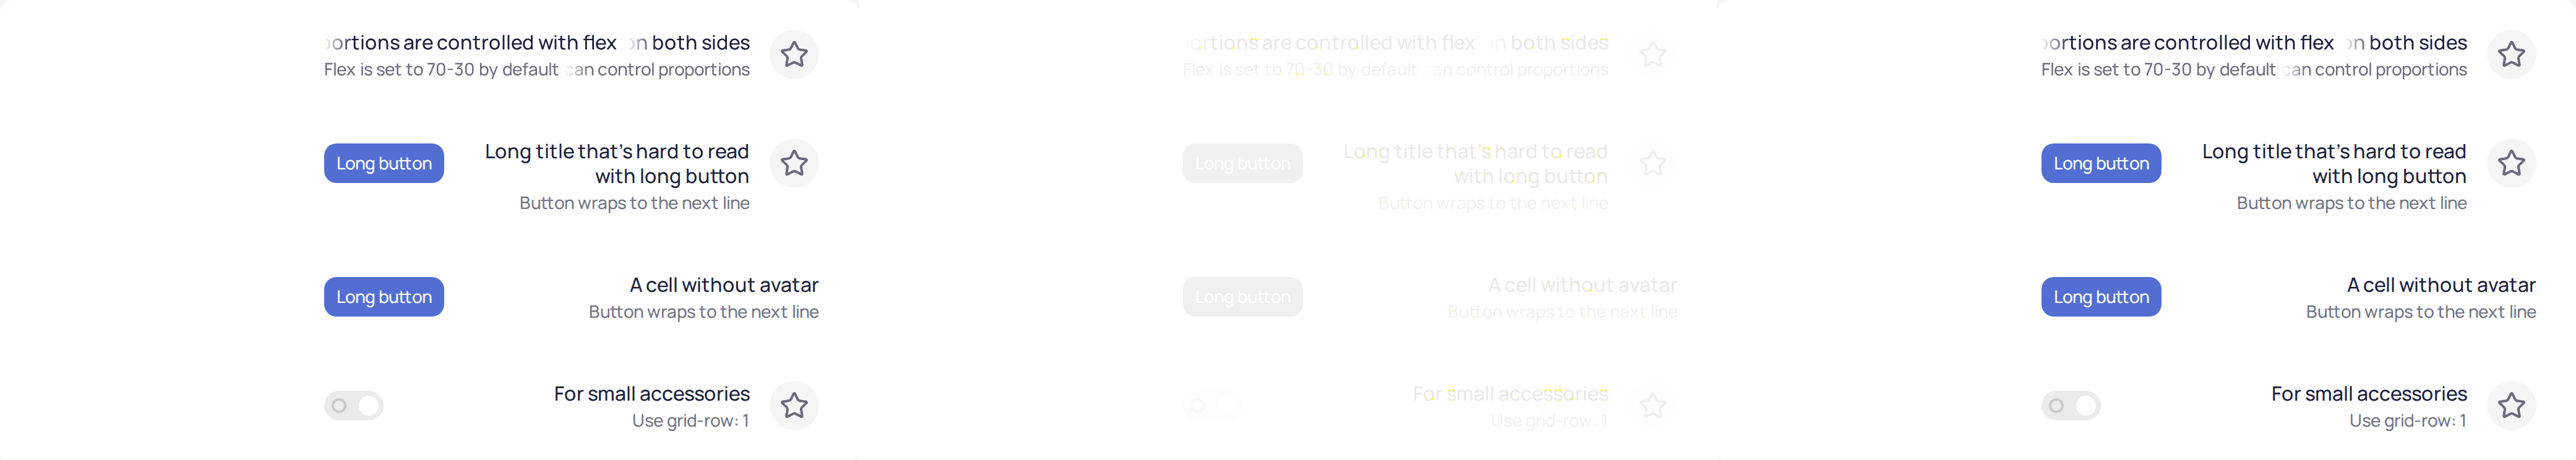 ortions are controlled with flex on both sides
Flex is set to 70-30 by default can control proportions
Long button
Long title that's hard to read
with long button
Button wraps to the next line
Long button
A cell without avatar
Button wraps to the next line
For small accessories
Use grid-row: 1
ortions are controlled with flex on both sides
Flex is set to 70-30 by default can control proportions
Long button
Long title that's hard to read
with long button
Button wraps to the next line
Long button
A cell without avatar
Button wraps to the next line
For small accessories
Use grid-row: 1
ortions are controlled with flex on both sides
Flex is set to 70-30 by default can control proportions
Long button
Long title that's hard to read
with long button
Button wraps to the next line
Long button
A cell without avatar
Button wraps to the next line
For small accessories
Use grid-row: 1